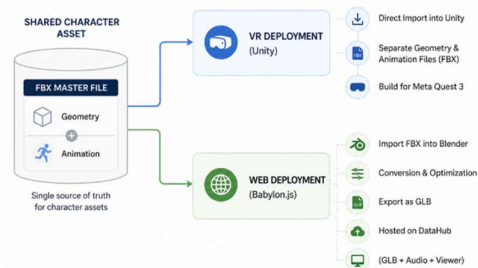 SHARED CHARACTER
ASSET
FBX MASTER FILE
Geometry
+
Animation
Single source of truth
for character assets
VR DEPLOYMENT
(Unity)
Direct Import into Unity
FBX
Separate Geometry &
Animation Files (FBX)
Build for Meta Quest 3
WEB DEPLOYMENT
(Babylon.js)
Import FBX into Blender
Conversion & Optimization
GLB
Export as GLB
Hosted on DataHub
(GLB + Audio + Viewer)